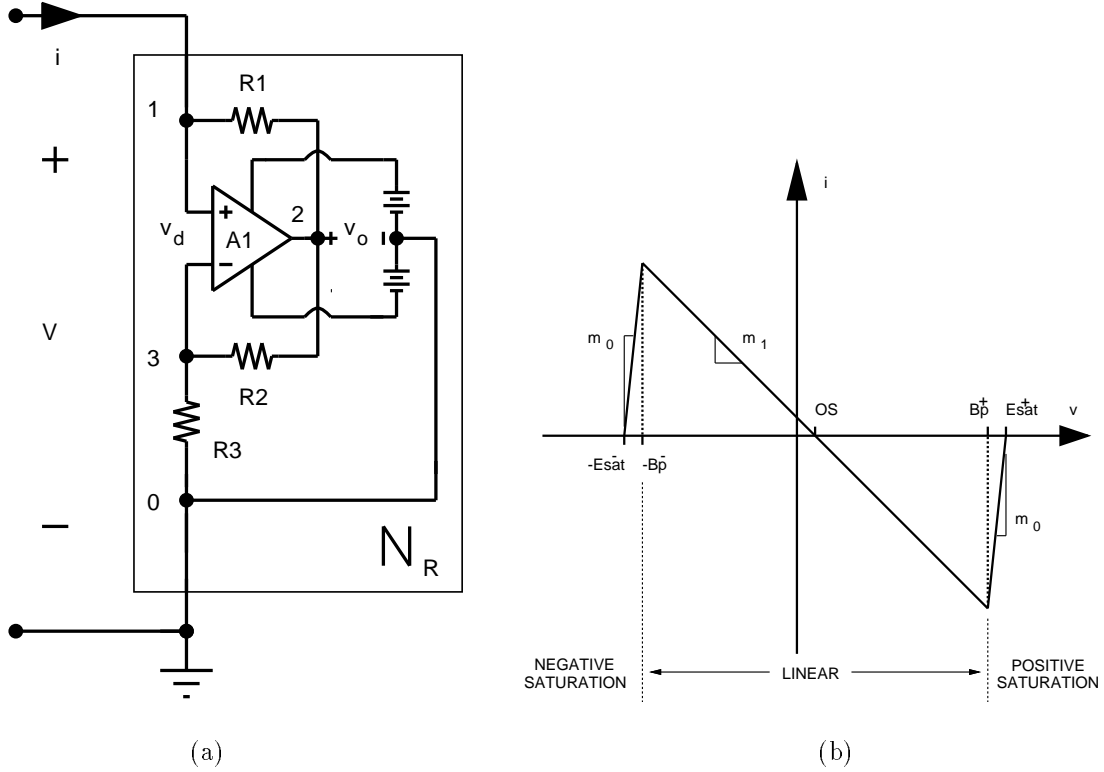 i
R1
1
+
+
2
v d
A1
+
v o
−
V
3
R2
R3
0
−
N R
(a)
i
m 0
m 1
OS
Bp+
Esat+
v
-Esat-
-Bp-
m 0
NEGATIVE
SATURATION
LINEAR
POSITIVE
SATURATION
(b)